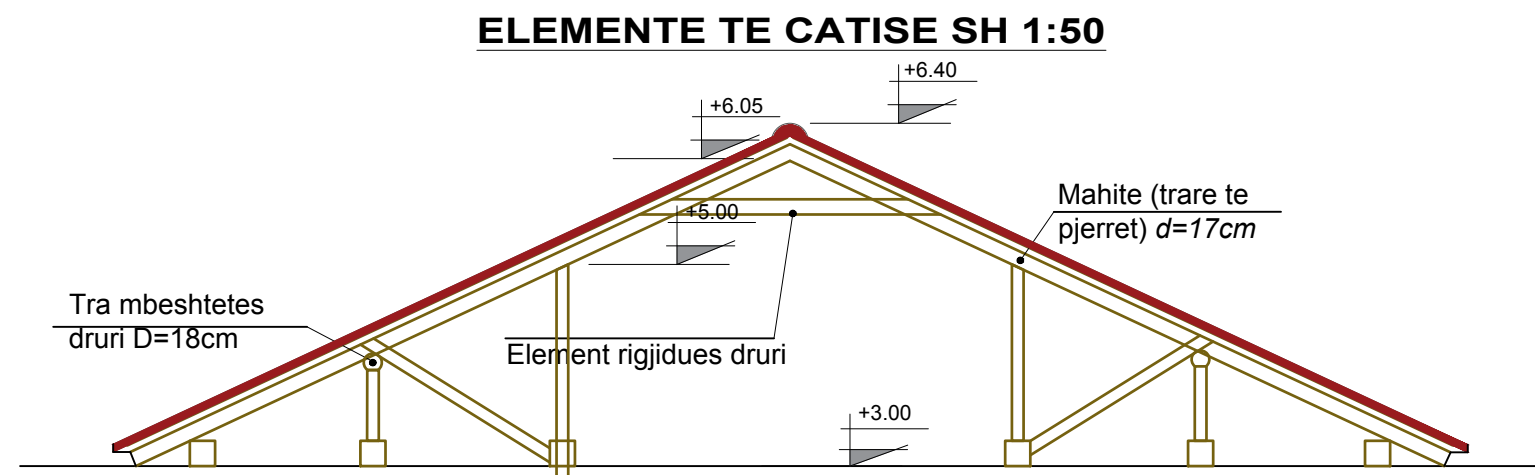 ELEMENTE TE CATISE SH 1:50
+6.40
+6.05
Mahite (trare te
pjerret) d=17cm
+5.00
Tra mbeshtetes
druri D=18cm
Element rigjidues druri
+3.00